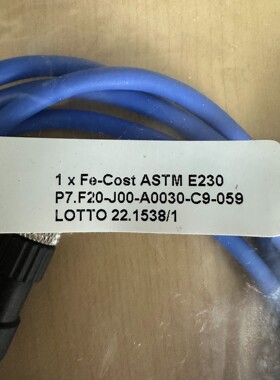 1 x Fe-Cost ASTM E230
P7.F20-J00-A0030-C9-059
LOTTO 22.1538/1